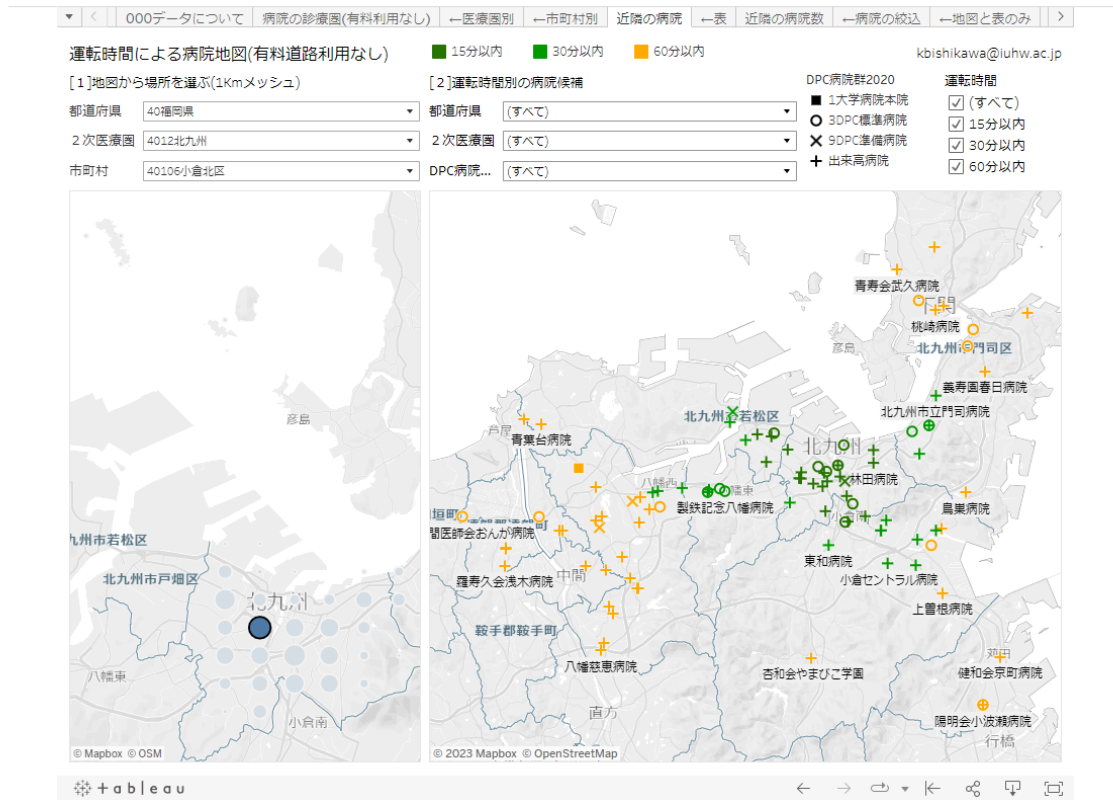 000データについて 病院の診療圏(有料利用なし) ←医療圏別 ←市町村別 近隣の病院 ←表 近隣の病院数 ←病院の絞込 ←地図と表のみ
運転時間による病院地図(有料道路利用なし) 15分以内 30分以内 60分以内 kbishikawa@iuhw.ac.jp
[1]地図から場所を選ぶ(1Kmメッシュ)
都道府県 40福岡県
２次医療圏 4012北九州
市町村 40106小倉北区
[2]運転時間別の病院候補
都道府県 (すべて)
２次医療圏 (すべて)
DPC病院... (すべて)
DPC病院群2020
1大学病院本院
3DPC標準病院
9DPC準備病院
出来高病院
運転時間
(すべて)
15分以内
30分以内
60分以内
彦島
九州市若松区
北九州市戸畑区
北九州
八幡東
小倉南
© Mapbox © OSM
青寿会武久病院
下関
桃崎病院
彦島
北九州市門司区
義寿園春日病院
北九州市若松区
北九州市立門司病院
芦屋
青葉台病院
北九州
林田病院
八幡西
八幡東
製鉄記念八幡病院
鳥巣病院
垣町
間医師会おんが病院
東和病院
羅寿久会浅木病院
中間
小倉セントラル病院
上曽根病院
鞍手郡鞍手町
八幡慈恵病院
杏和会やまびこ学園
苅田
健和会京町病院
直方
陽明会小波瀬病院
行橋
© 2023 Mapbox © OpenStreetMap
+ableau